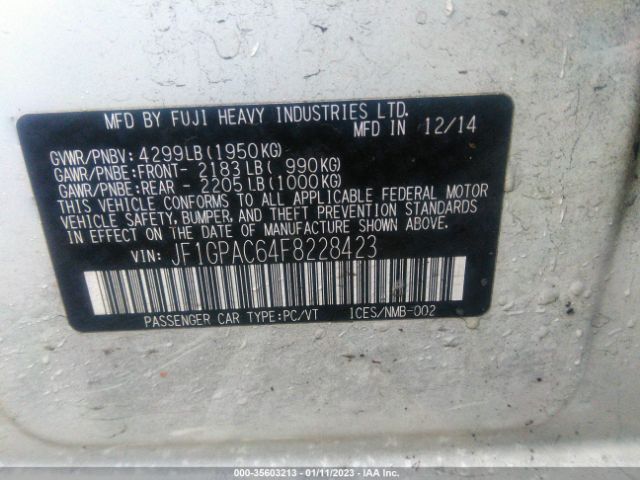 MFD BY FUJI HEAVY INDUSTRIES LTD.
MFD IN 12/14
GVWR/PNBV: 4299LB(1950KG)
GAWR/PNBE:FRONT- 2183LB( 990KG)
GAWR/PNBE:REAR - 2205LB(1000KG)
THIS VEHICLE CONFORMS TO ALL APPLICABLE FEDERAL MOTOR
VEHICLE SAFETY, BUMPER, AND THEFT PREVENTION STANDARDS
IN EFFECT ON THE DATE OF MANUFACTURE SHOWN ABOVE.
VIN: JF1GPAC64F8228423
PASSENGER CAR TYPE:PC/VT ICES/NMB-002
000-35603213 - 01/11/2023 - IAA Inc.